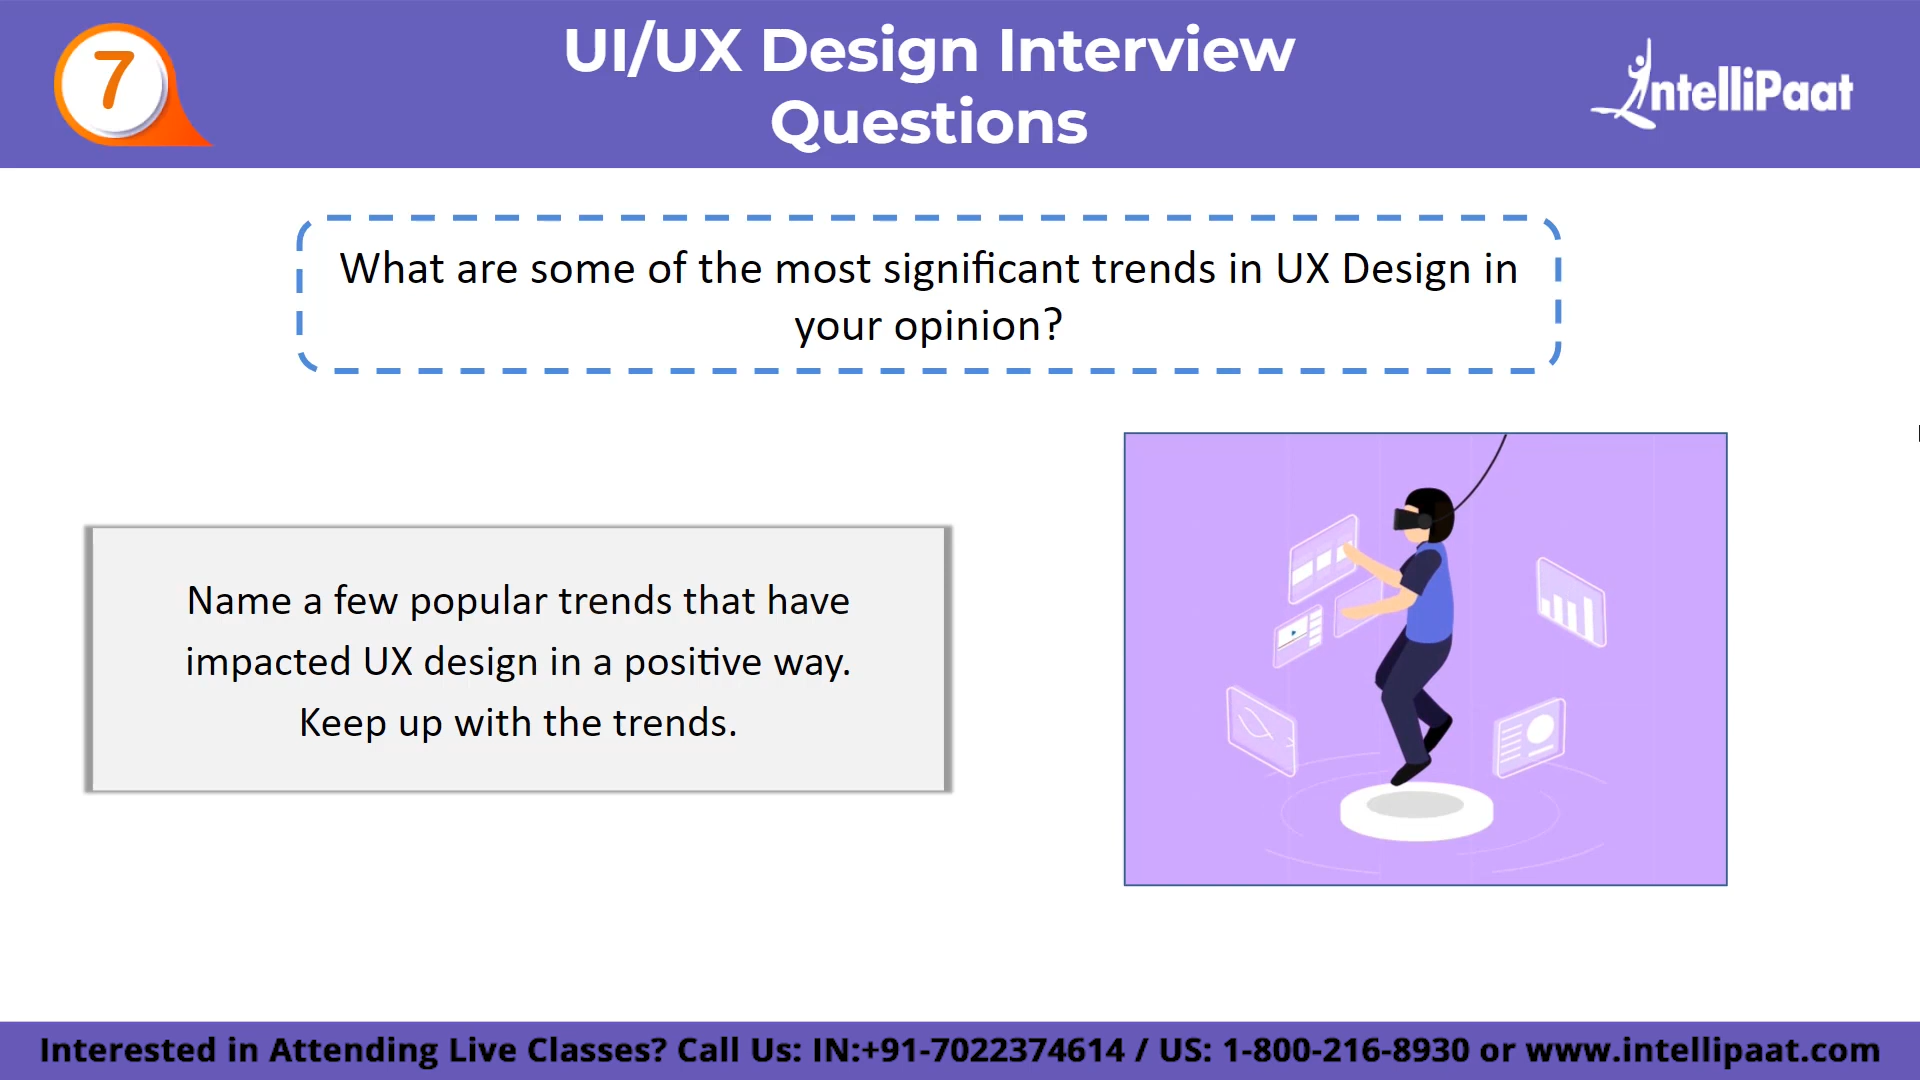 7
UI/UX Design Interview
Questions
IntelliPaat
What are some of the most significant trends in UX Design in
your opinion?
Name a few popular trends that have
impacted UX design in a positive way.
Keep up with the trends.
Interested in Attending Live Classes? Call Us: IN:+91-7022374614 / US: 1-800-216-8930 or www.intellipaat.com